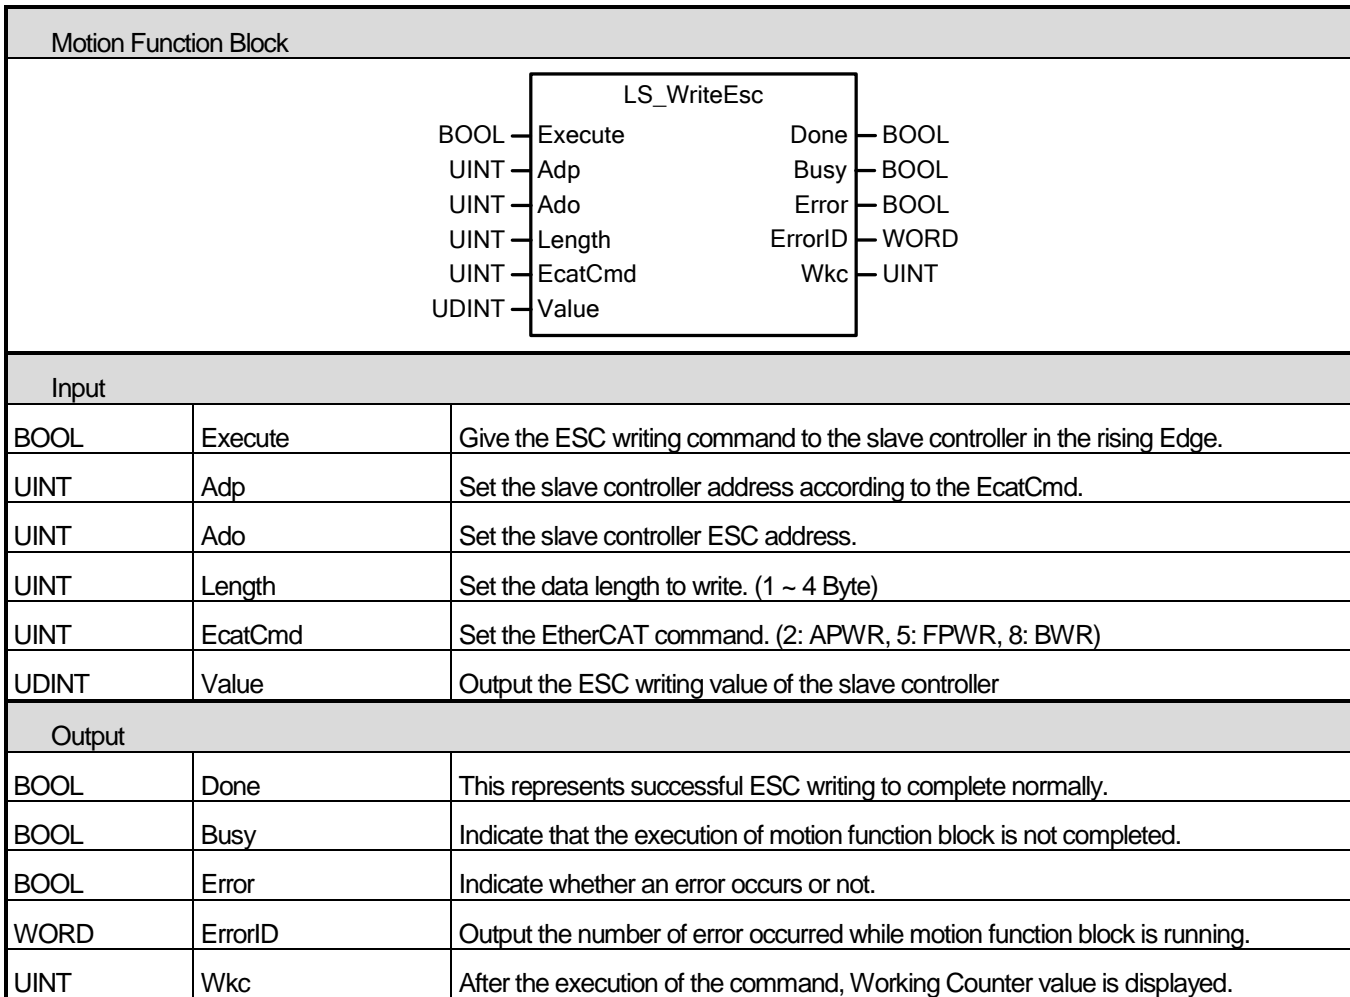 Motion Function Block
LS_WriteEsc
BOOL Execute Done BOOL
UINT Adp Busy BOOL
UINT Ado Error BOOL
UINT Length ErrorID WORD
UINT EcatCmd Wkc UINT
UDINT Value
Input
BOOL Execute Give the ESC writing command to the slave controller in the rising Edge.
UINT Adp Set the slave controller address according to the EcatCmd.
UINT Ado Set the slave controller ESC address.
UINT Length Set the data length to write. (1 ~ 4 Byte)
UINT EcatCmd Set the EtherCAT command. (2: APWR, 5: FPWR, 8: BWR)
UDINT Value Output the ESC writing value of the slave controller
Output
BOOL Done This represents successful ESC writing to complete normally.
BOOL Busy Indicate that the execution of motion function block is not completed.
BOOL Error Indicate whether an error occurs or not.
WORD ErrorID Output the number of error occurred while motion function block is running.
UINT Wkc After the execution of the command, Working Counter value is displayed.